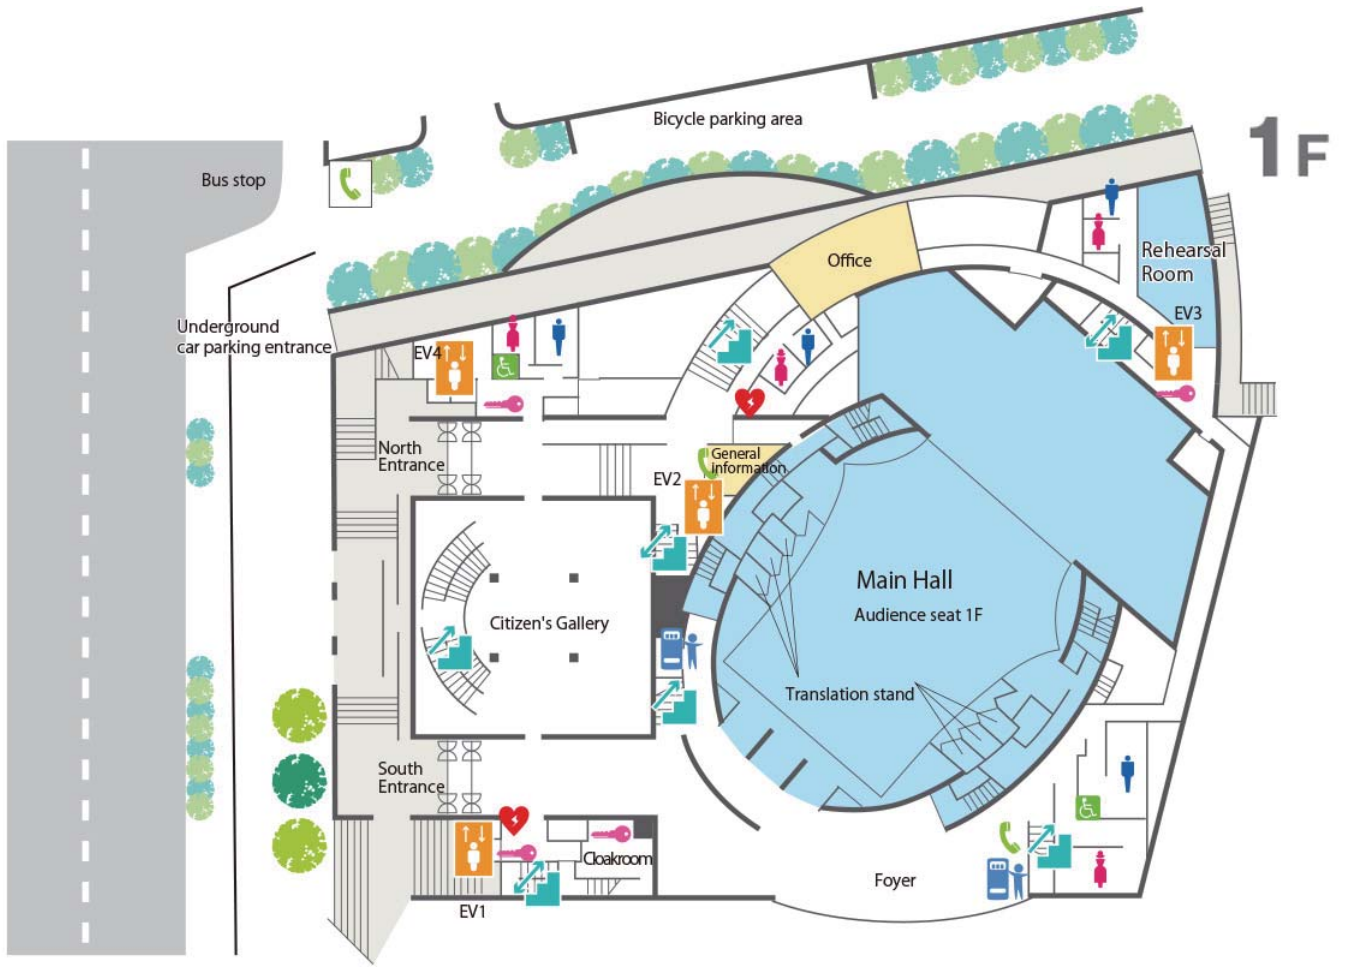 1F
Bicycle parking area
Bus stop
Office
Rehearsal
Room
EV3
Underground
car parking entrance
EV4
North
Entrance
General
information
EV2
Main Hall
Audience seat 1F
Citizen's Gallery
Translation stand
South
Entrance
Cloakroom
Foyer
EV1